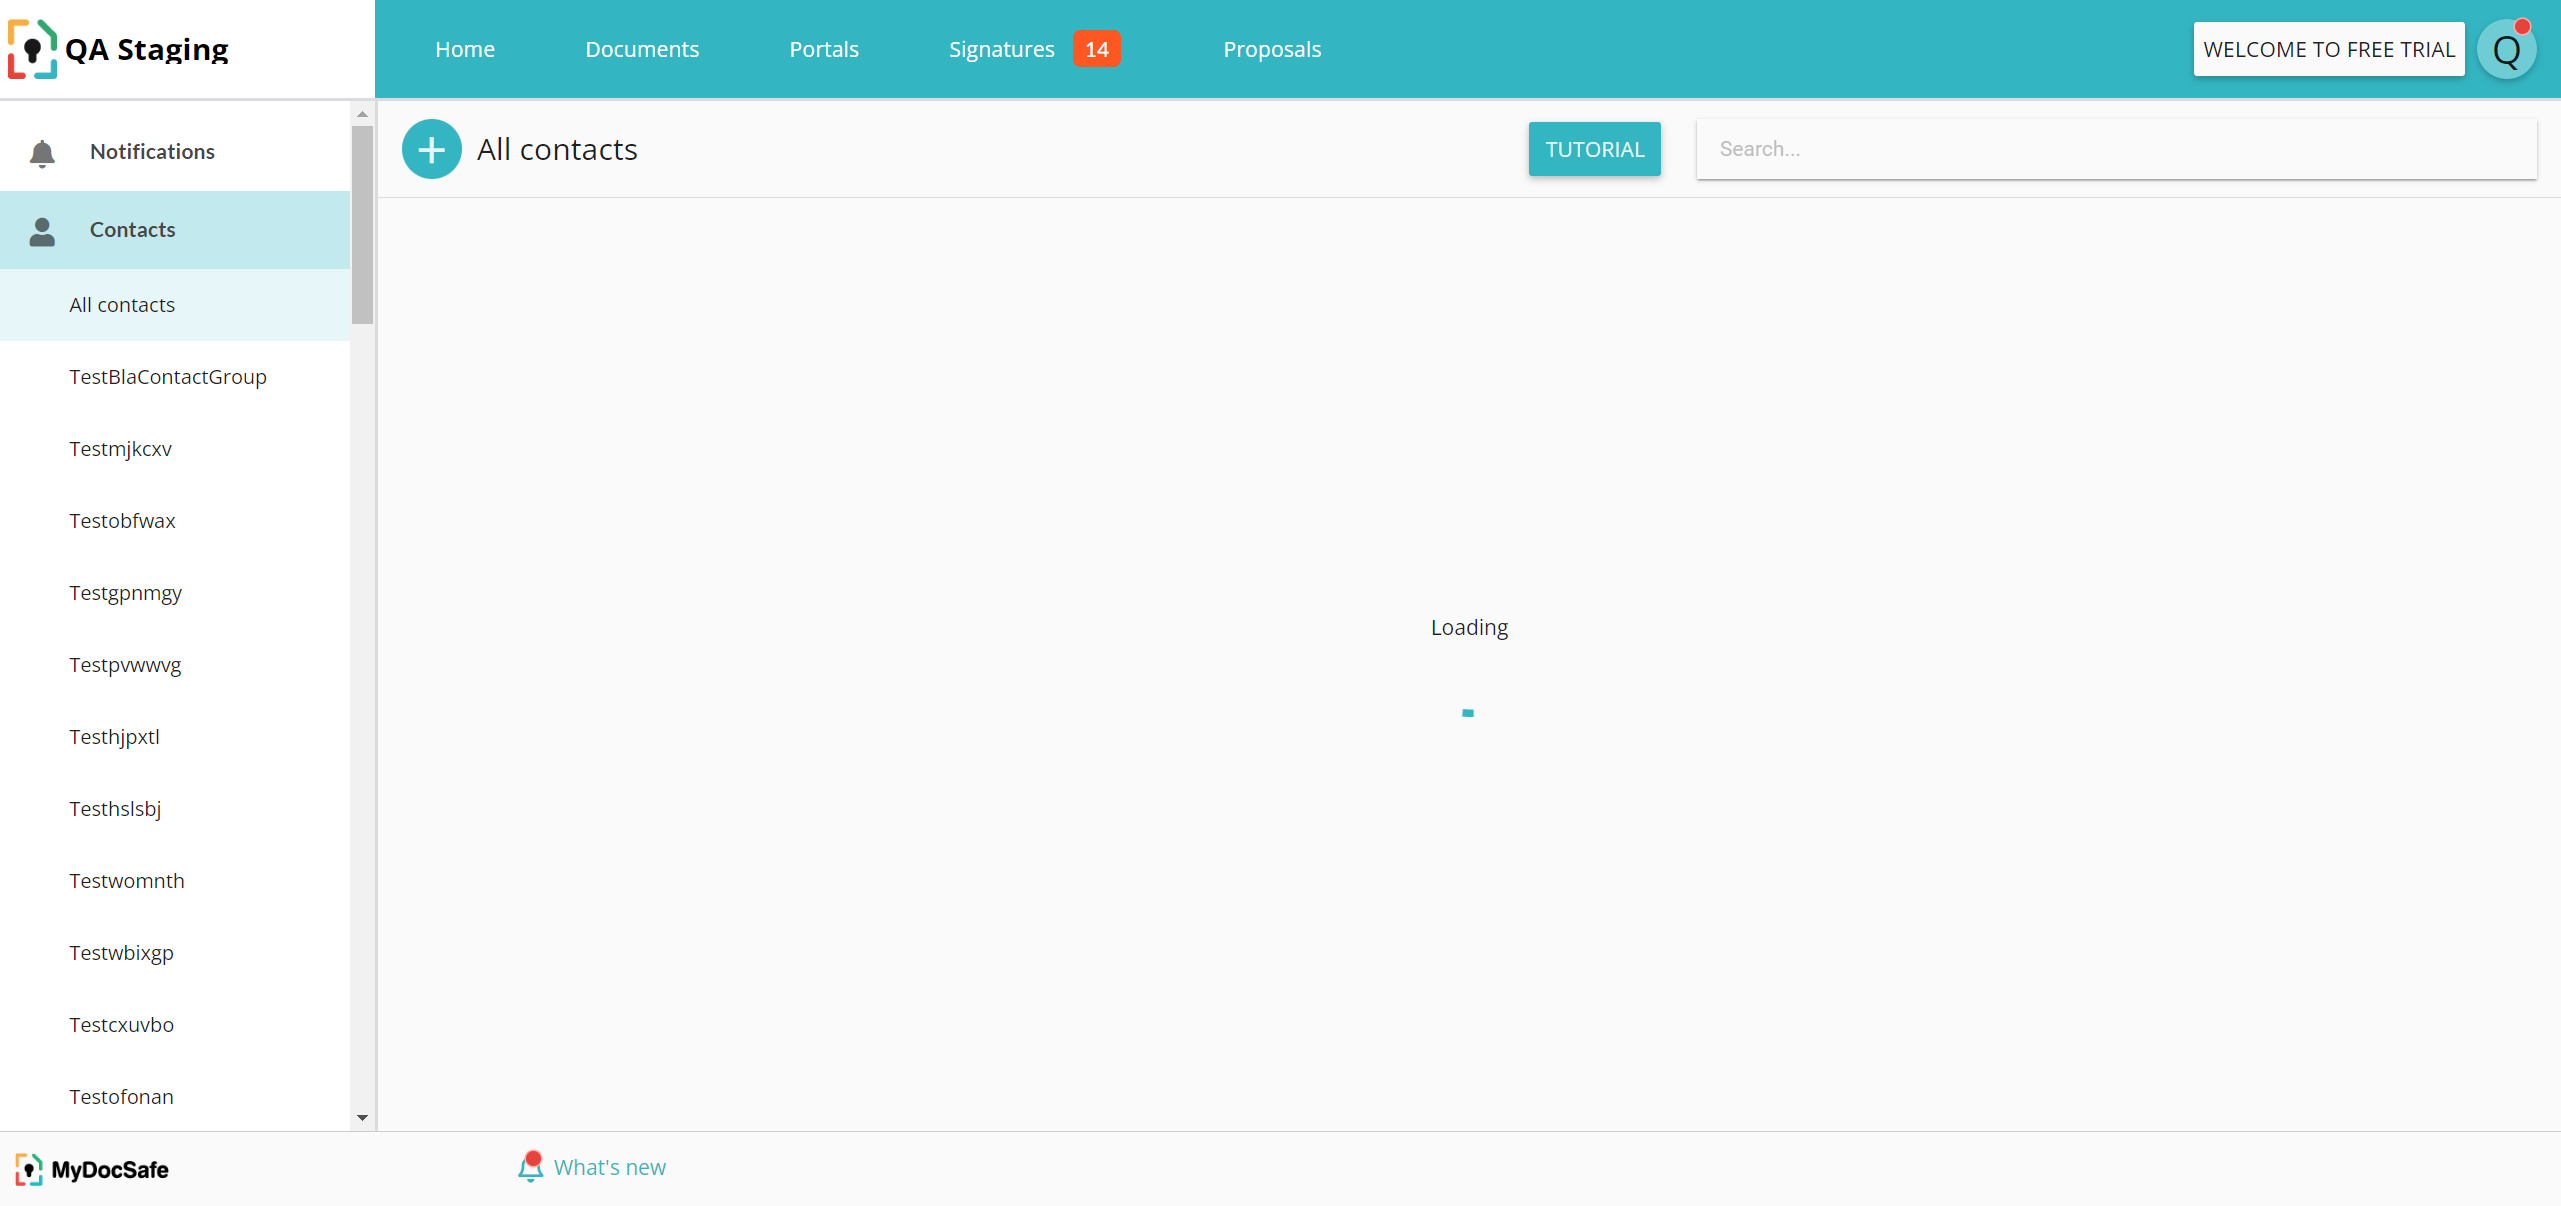 QA Staging
Home
Documents
Portals
Signatures 14
Proposals
WELCOME TO FREE TRIAL
Q
Notifications
Contacts
All contacts
TestBlaContactGroup
Testmjkcxv
Testobfwax
Testgpnmgy
Testpvwwvg
Testhjpxtl
Testhslsbj
Testwomnth
Testwbixgp
Testcxuvbo
Testofonan
All contacts
TUTORIAL
Search...
Loading
MyDocSafe
What's new